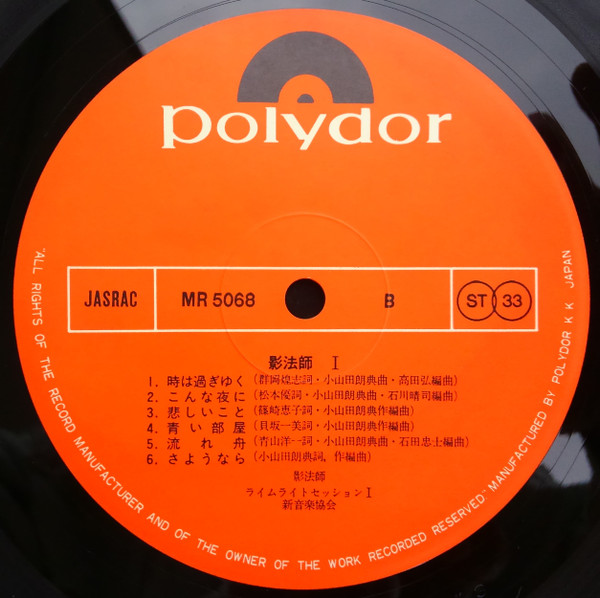 polydor
JASRAC
MR 5068
B
ST 33
影法師 I
1. 時は過ぎゆく(群岡煌志詞・小山田朗典曲・高田弘編曲)
2. こんな夜に(松本優詞・小山田朗典曲・石川晴司編曲)
3. 悲しいこと(篠崎恵子詞・小山田朗典作編曲)
4. 青い部屋(貝坂一美詞・小山田朗典作編曲)
5. 流れ舟(青山洋一詞・小山田朗典曲・石田忠士編曲)
6. さようなら(小山田朗典詞,作編曲)
影法師
ライムライトセッション I
新音楽協会
"ALL RIGHTS OF THE RECORD MANUFACTURER AND OF THE OWNER OF THE WORK RECORDED RESERVED" MANUFACTURED BY POLYDOR K K JAPAN